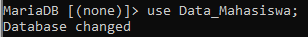 MariaDB [(none)]> use Data_Mahasiswa;
Database changed